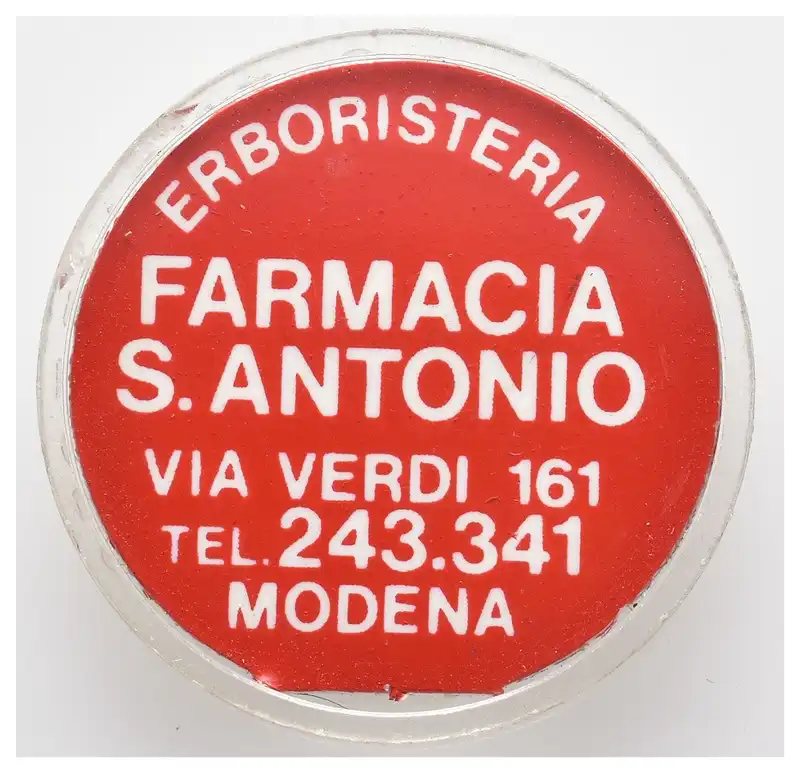 ERBORISTERIA
FARMACIA
S. ANTONIO
VIA VERDI 161
TEL. 243.341
MODENA